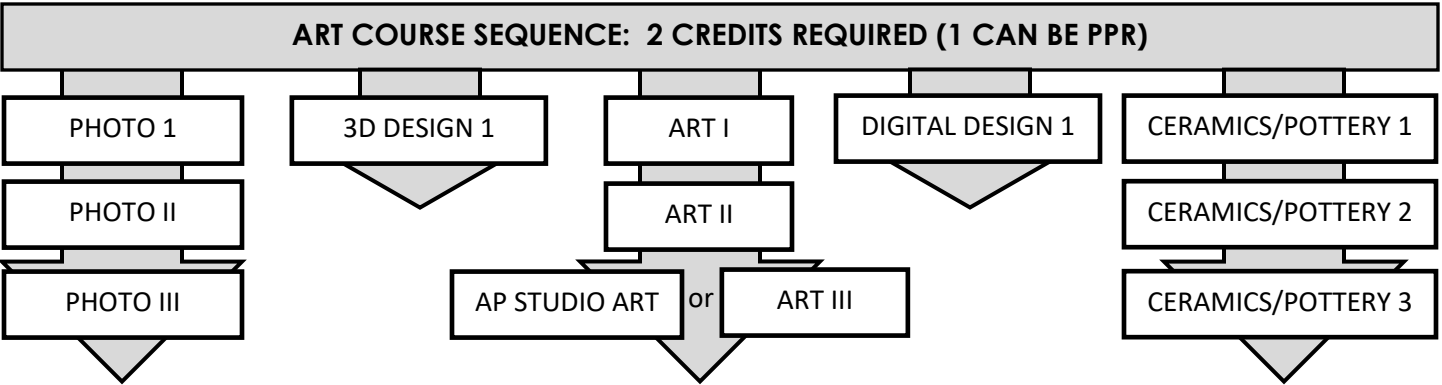 ART COURSE SEQUENCE: 2 CREDITS REQUIRED (1 CAN BE PPR)
PHOTO 1
3D DESIGN 1
ART I
DIGITAL DESIGN 1
CERAMICS/POTTERY 1
PHOTO II
ART II
CERAMICS/POTTERY 2
PHOTO III
AP STUDIO ART
or
ART III
CERAMICS/POTTERY 3